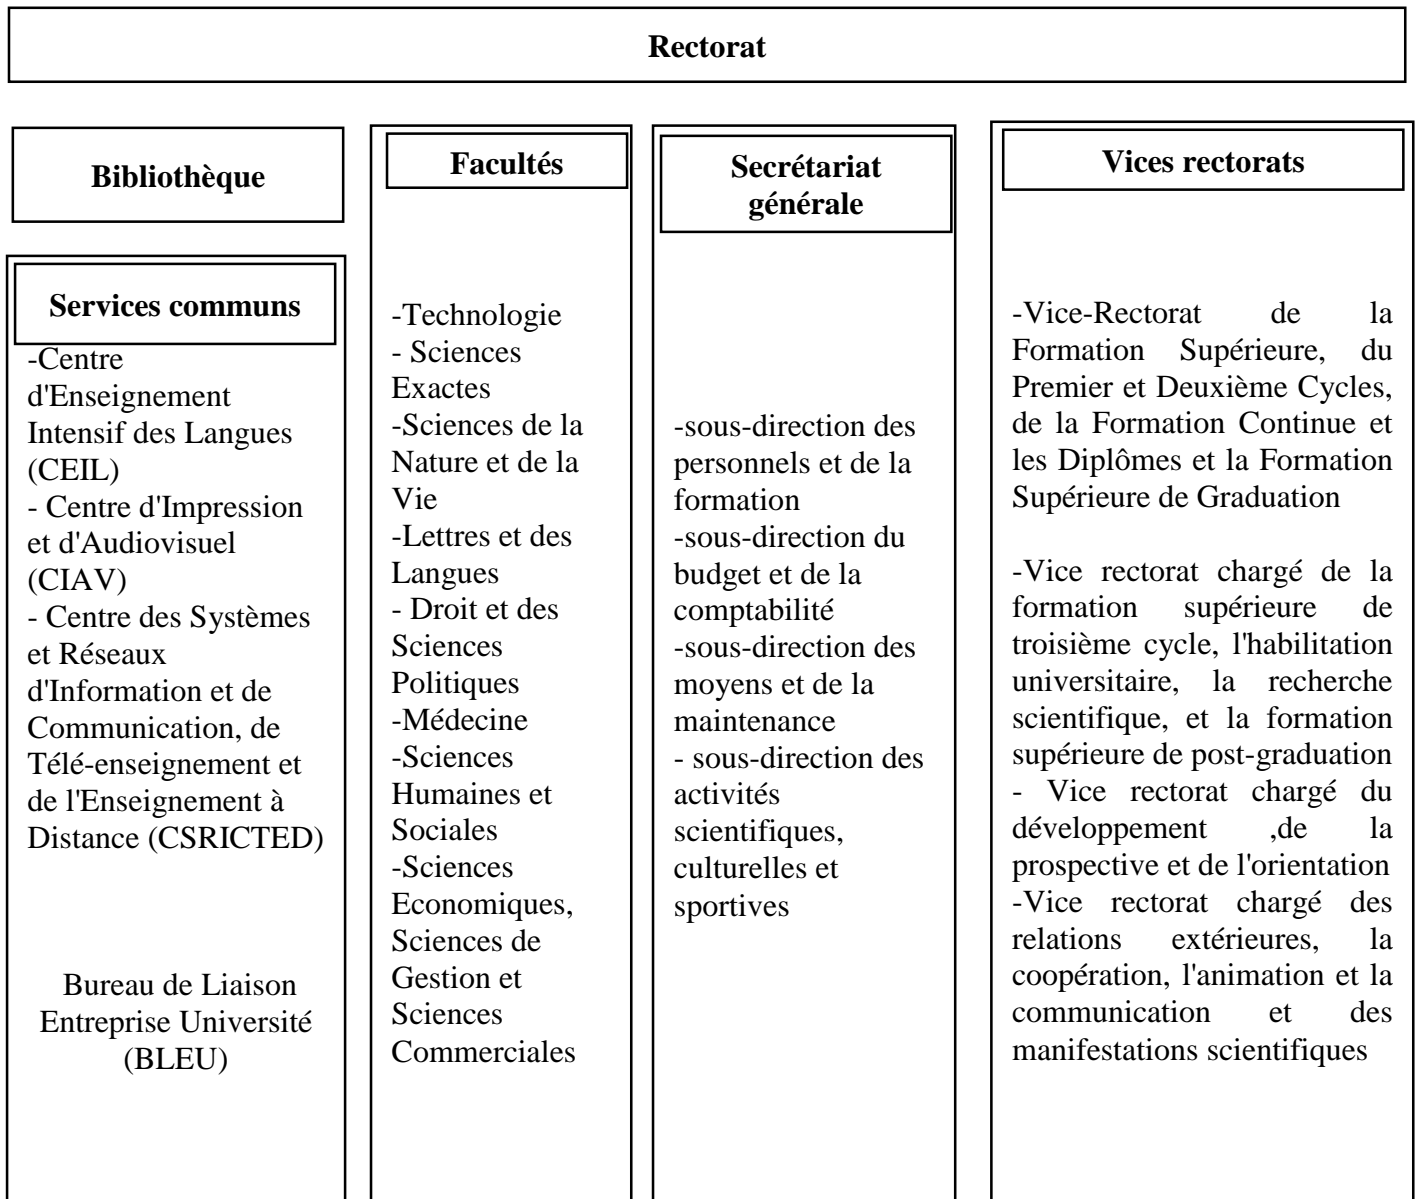 Rectorat
Bibliothèque
Services communs
-Centre
d'Enseignement
Intensif des Langues
(CEIL)
- Centre d'Impression
et d'Audiovisuel
(CIAV)
- Centre des Systèmes
et Réseaux
d'Information et de
Communication, de
Télé-enseignement et
de l'Enseignement à
Distance (CSRICTED)
Bureau de Liaison
Entreprise Université
(BLEU)
Facultés
-Technologie
- Sciences
Exactes
-Sciences de la
Nature et de la
Vie
-Lettres et des
Langues
- Droit et des
Sciences
Politiques
-Médecine
-Sciences
Humaines et
Sociales
-Sciences
Economiques,
Sciences de
Gestion et
Sciences
Commerciales
Secrétariat
générale
-sous-direction des
personnels et de la
formation
-sous-direction du
budget et de la
comptabilité
-sous-direction des
moyens et de la
maintenance
- sous-direction des
activités
scientifiques,
culturelles et
sportives
Vices rectorats
-Vice-Rectorat de la
Formation Supérieure, du
Premier et Deuxième Cycles,
de la Formation Continue et
les Diplômes et la Formation
Supérieure de Graduation
-Vice rectorat chargé de la
formation supérieure de
troisième cycle, l'habilitation
universitaire, la recherche
scientifique, et la formation
supérieure de post-graduation
- Vice rectorat chargé du
développement ,de la
prospective et de l'orientation
-Vice rectorat chargé des
relations extérieures, la
coopération, l'animation et la
communication et des
manifestations scientifiques